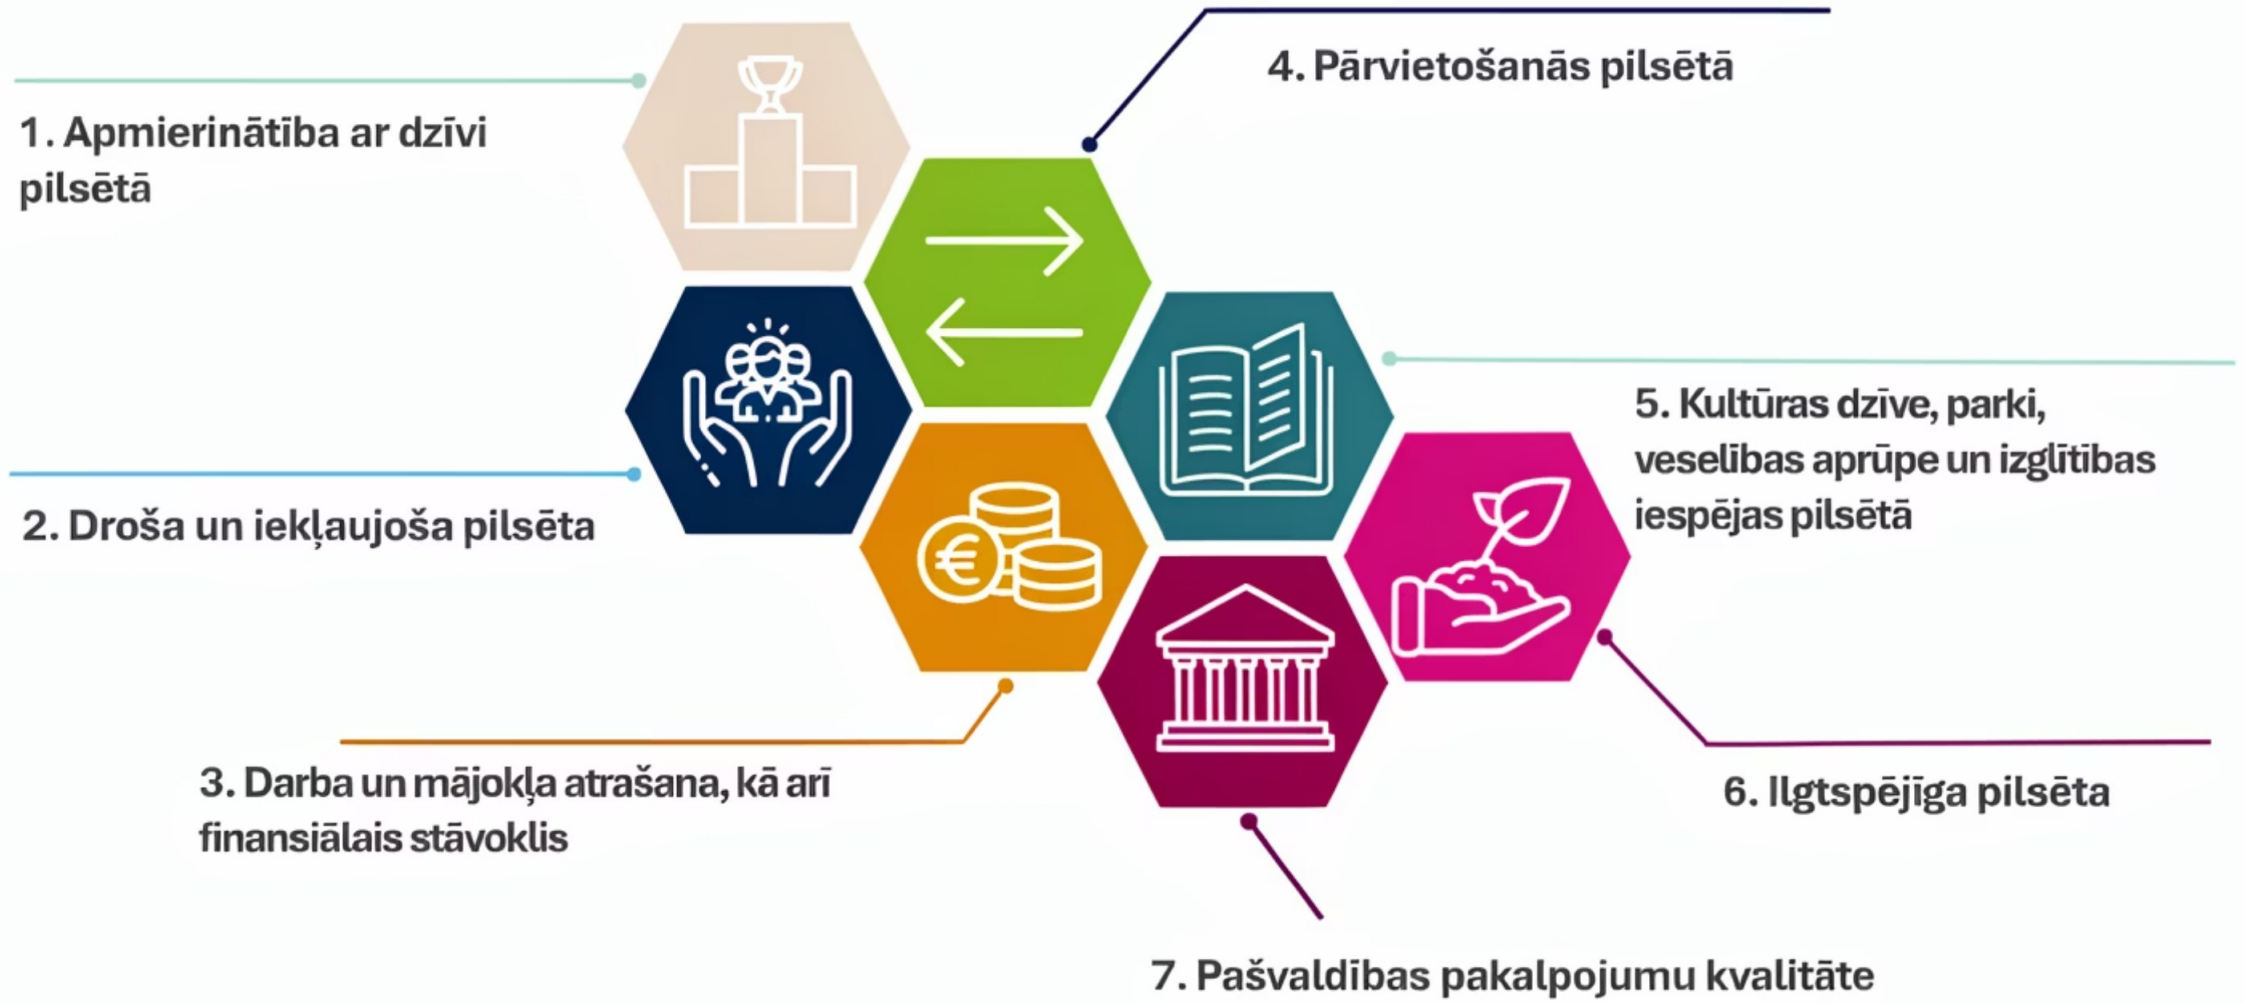 1. Apmierinātība ar dzīvi
pilsētā
2. Droša un iekļaujoša pilsēta
3. Darba un mājokļa atrašana, kā arī
finansiālais stāvoklis
4. Pārvietošanās pilsētā
5. Kultūras dzīve, parki,
veselības aprūpe un izglītības
iespējas pilsētā
6. Ilgtspējīga pilsēta
7. Pašvaldības pakalpojumu kvalitāte
€